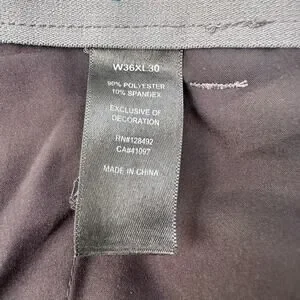 W36XL30
90% POLYESTER
10% SPANDEX
EXCLUSIVE OF
DECORATION
RN#128492
CA#41097
MADE IN CHINA